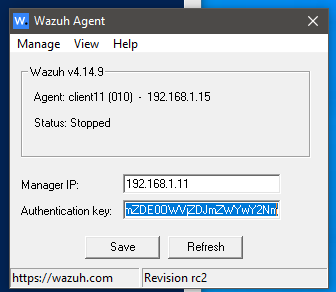 Wazuh Agent
Manage View Help
Wazuh v4.14.9
Agent: client11 (010) - 192.168.1.15
Status: Stopped
Manager IP: 192.168.1.11
Authentication key:
Save Refresh
https://wazuh.com Revision rc2